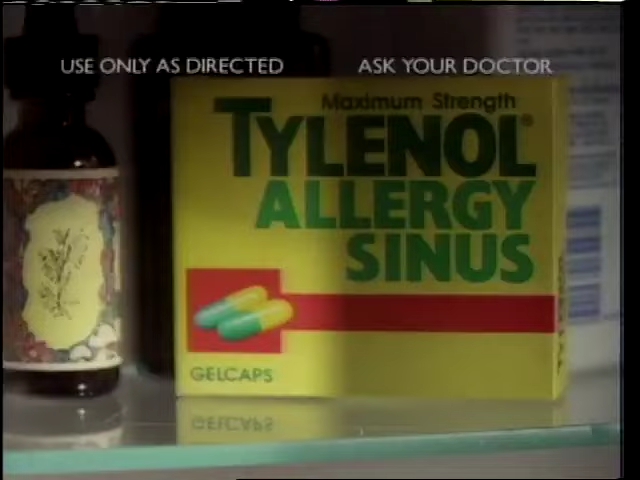 USE ONLY AS DIRECTED
ASK YOUR DOCTOR
Maximum Strength
TYLENOL®
ALLERGY
SINUS
GELCAPS